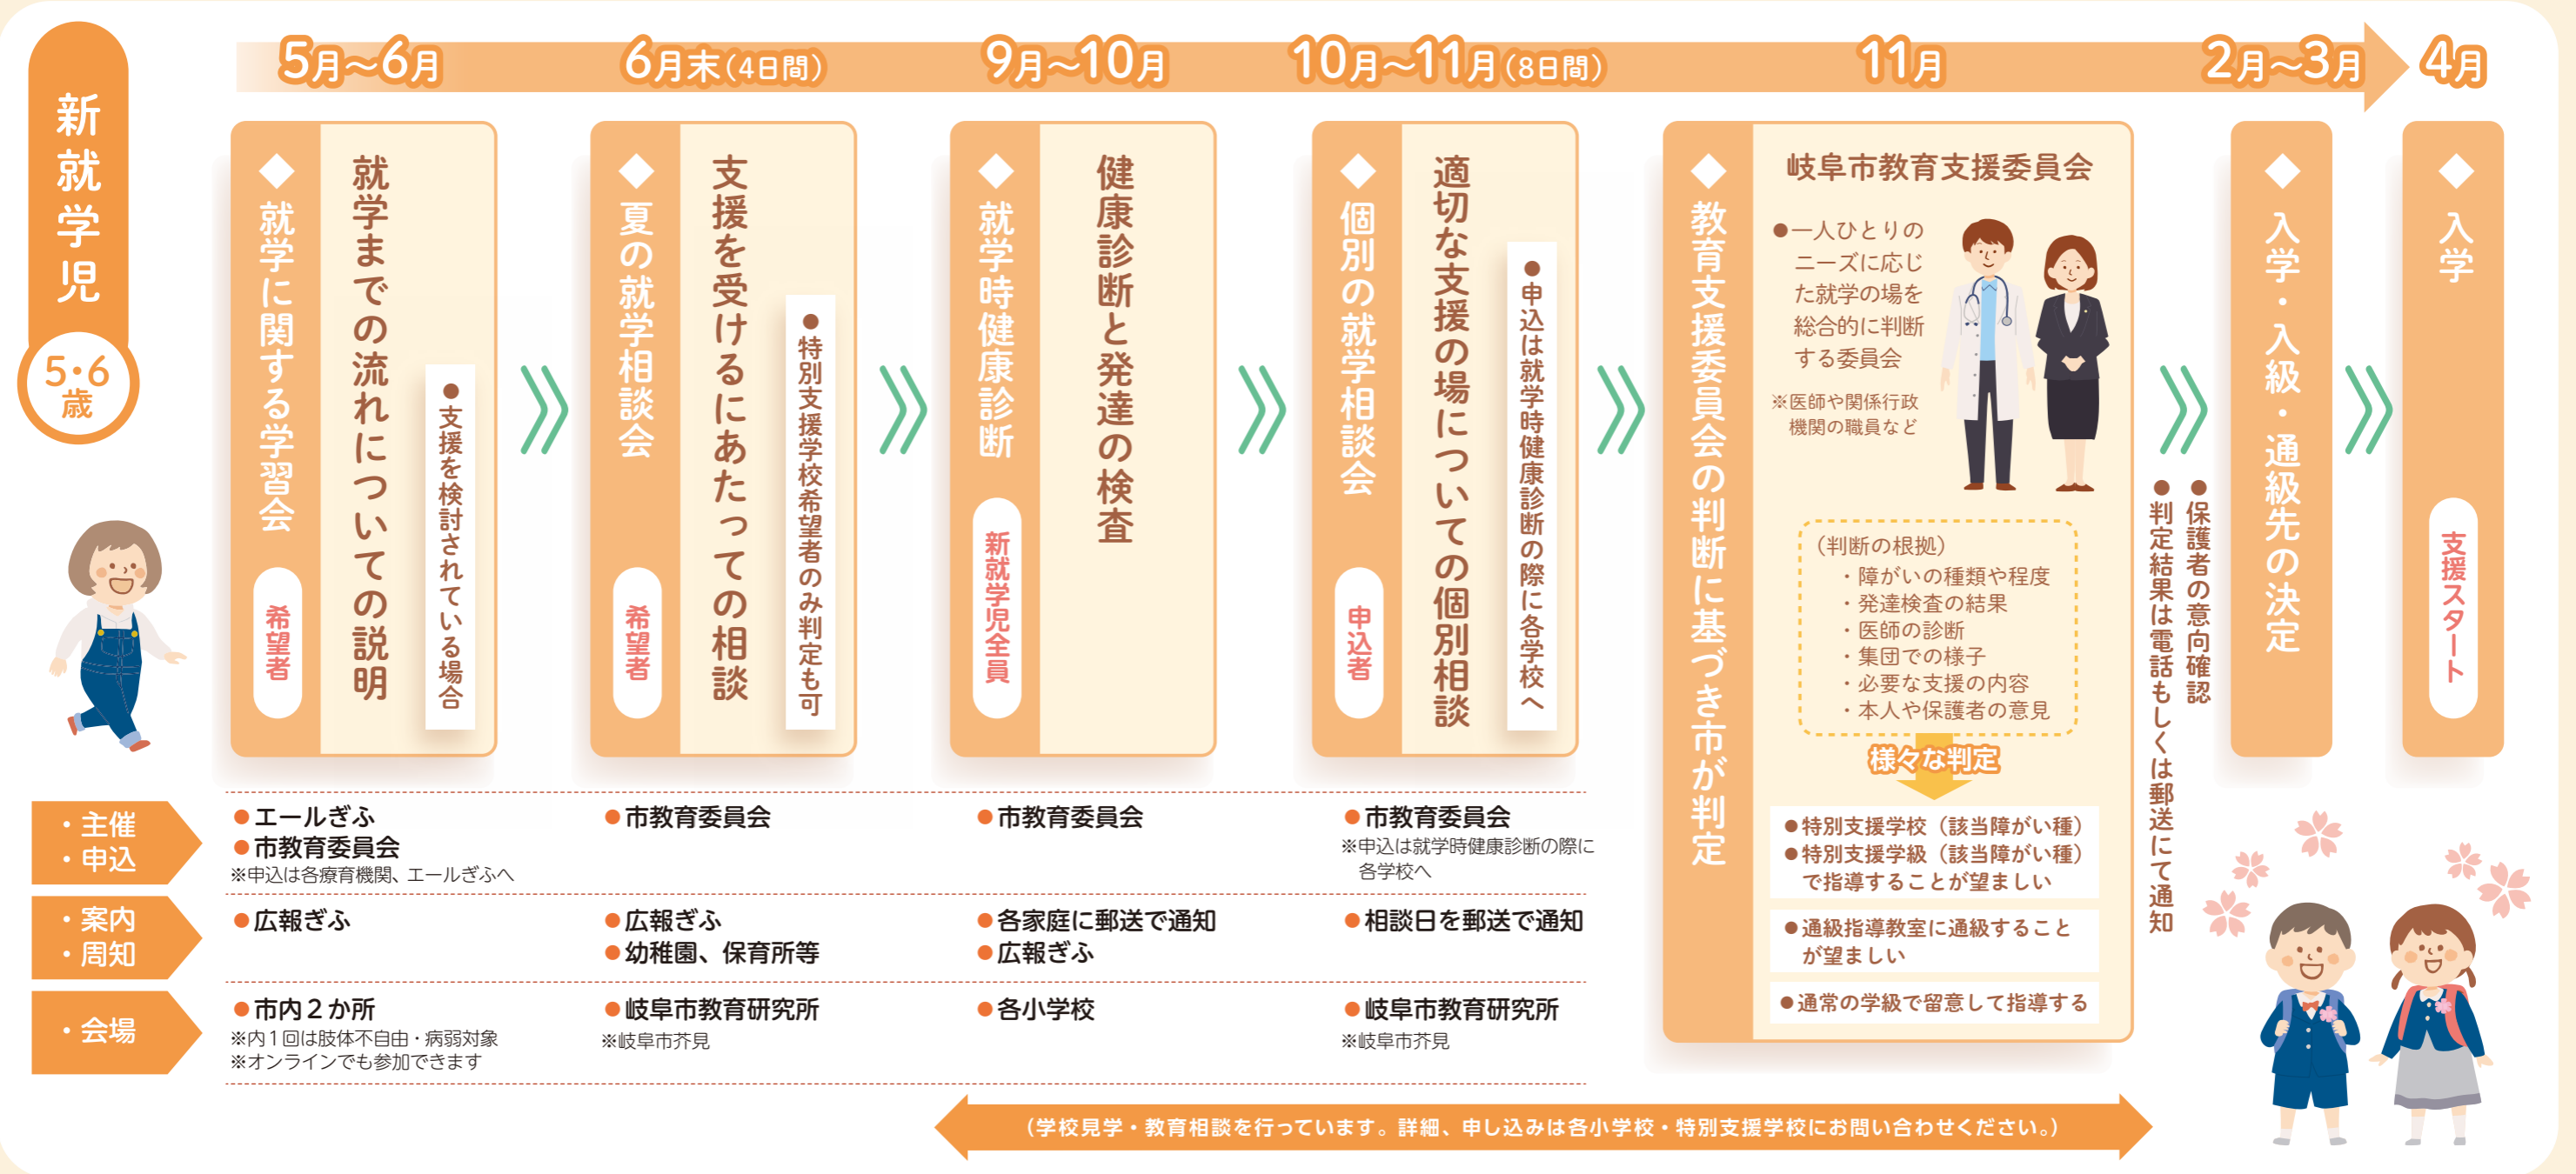 新就学児
5・6
歳
5月～6月
6月末（4日間）
9月～10月
10月～11月（8日間）
11月
2月～3月
4月
◆就学に関する学習会
希望者
就学までの流れについての説明
●支援を検討されている場合
◆夏の就学相談会
希望者
支援を受けるにあたっての相談
●特別支援学校希望者のみ判定も可
◆就学時健康診断
新就学児全員
健康診断と発達の検査
◆個別の就学相談会
申込者
適切な支援の場についての個別相談
●申込は就学時健康診断の際に各学校へ
◆教育支援委員会の判断に基づき市が判定
岐阜市教育支援委員会
●一人ひとりの
ニーズに応じ
た就学の場を
総合的に判断
する委員会
※医師や関係行政
機関の職員など
（判断の根拠）
・障がいの種類や程度
・発達検査の結果
・医師の診断
・集団での様子
・必要な支援の内容
・本人や保護者の意見
様々な判定
●特別支援学校（該当障がい種）
●特別支援学級（該当障がい種）
で指導することが望ましい
●通級指導教室に通級すること
が望ましい
●通常の学級で留意して指導する
●保護者の意向確認
●判定結果は電話もしくは郵送にて通知
◆入学・入級・通級先の決定
◆入学
支援スタート
・主催
・申込
●エールぎふ
●市教育委員会
※申込は各療育機関、エールぎふへ
●市教育委員会
●市教育委員会
●市教育委員会
※申込は就学時健康診断の際に
各学校へ
・案内
・周知
●広報ぎふ
●広報ぎふ
●幼稚園、保育所等
●各家庭に郵送で通知
●広報ぎふ
●相談日を郵送で通知
・会場
●市内２か所
※内１回は肢体不自由・病弱対象
※オンラインでも参加できます
●岐阜市教育研究所
※岐阜市芥見
●各小学校
●岐阜市教育研究所
※岐阜市芥見
（学校見学・教育相談を行っています。詳細、申し込みは各小学校・特別支援学校にお問い合わせください。）